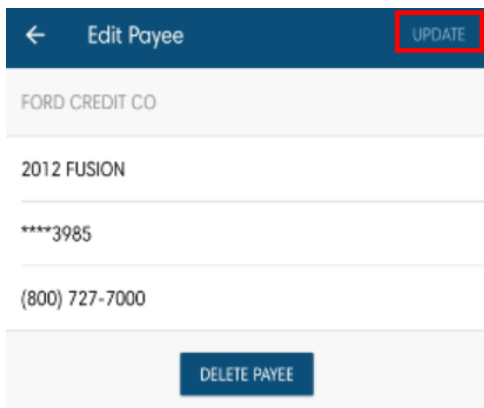 Edit Payee
UPDATE
FORD CREDIT CO
2012 FUSION
****3985
(800) 727-7000
DELETE PAYEE